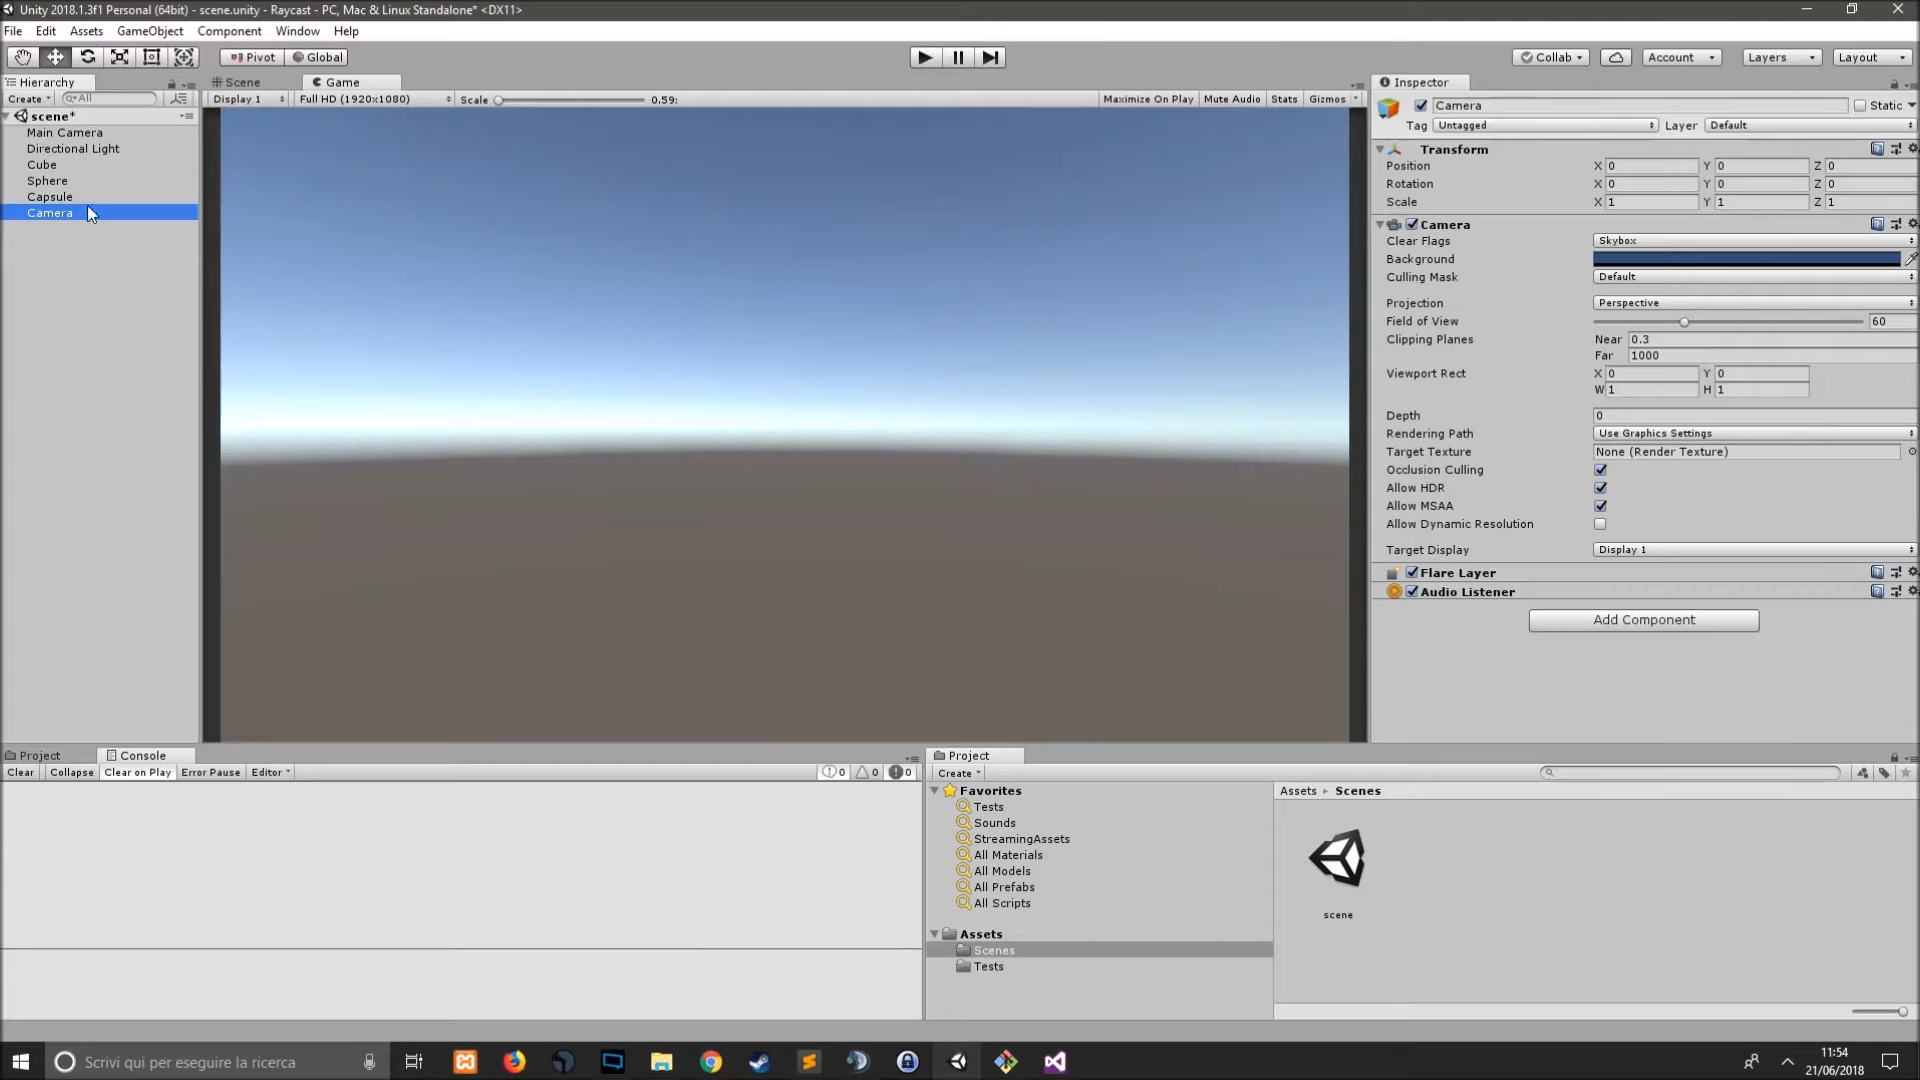 Unity 2018.1.3f1 Personal (64bit) - scene.unity - Raycast - PC, Mac & Linux Standalone* <DX11>
File Edit Assets GameObject Component Window Help
Pivot Global Collab Account Layers Layout
Hierarchy Scene Game Inspector
Create All Display 1 Full HD (1920x1080) Scale 0.59: Maximize On Play Mute Audio Stats Gizmos Camera Static
scene*
Tag Untagged Layer Default
Main Camera
Directional Light
Cube
Sphere
Capsule
Camera
Transform
Position X 0 Y 0 Z 0
Rotation X 0 Y 0 Z 0
Scale X 1 Y 1 Z 1
Camera
Clear Flags Skybox
Background
Culling Mask Default
Projection Perspective
Field of View 60
Clipping Planes Near 0.3
Far 1000
Viewport Rect X 0 Y 0
W 1 H 1
Depth 0
Rendering Path Use Graphics Settings
Target Texture None (Render Texture)
Occlusion Culling
Allow HDR
Allow MSAA
Allow Dynamic Resolution
Target Display Display 1
Flare Layer
Audio Listener
Add Component
Project Console
Clear Collapse Clear on Play Error Pause Editor 0 0 0
Project
Create
Favorites
Tests
Sounds
StreamingAssets
All Materials
All Models
All Prefabs
All Scripts
Assets
Scenes
Tests
Assets Scenes
scene
Scrivi qui per eseguire la ricerca
11:54
21/06/2018